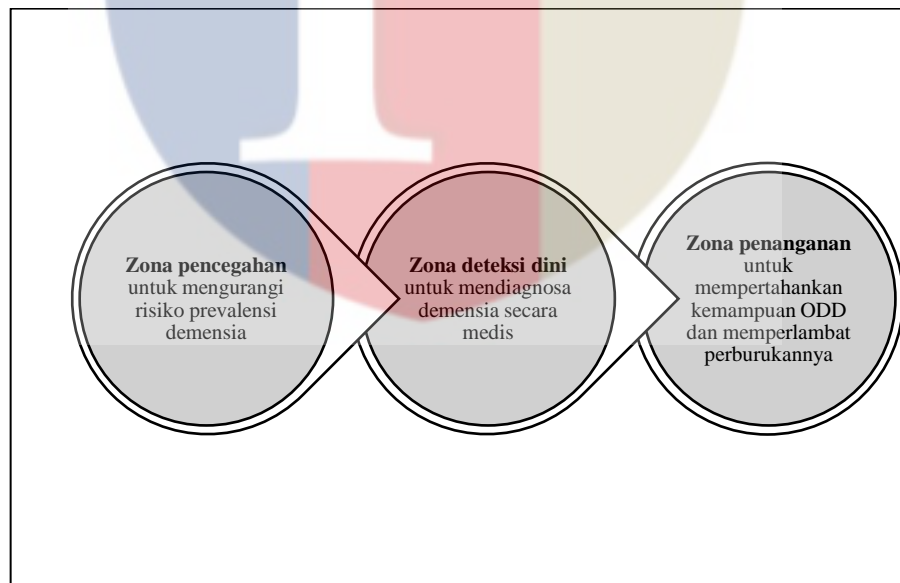 Zona pencegahan
untuk mengurangi
risiko prevalensi
demensia
Zona deteksi dini
untuk mendiagnosa
demensia secara
medis
Zona penanganan
untuk
mempertahankan
kemampuan ODD
dan memperlambat
perburukannya